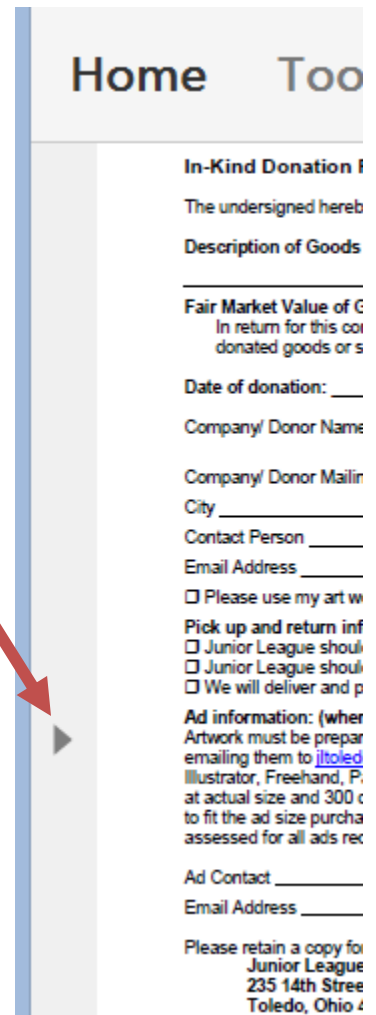 Home Too
In-Kind Donation
The undersigned hereb
Description of Goods
Fair Market Value of G
In return for this con
donated goods or s
Date of donation:
Company/ Donor Name
Company/ Donor Mailin
City
Contact Person
Email Address
Please use my art w
Pick up and return inf
Junior League shoul
Junior League shoul
We will deliver and p
Ad information: (wher
Artwork must be prepar
emailing them to jltoled
Illustrator, Freehand, P
at actual size and 300
to fit the ad size purcha
assessed for all ads rec
Ad Contact
Email Address
Please retain a copy for
Junior League
235 14th Stree
Toledo, Ohio 4